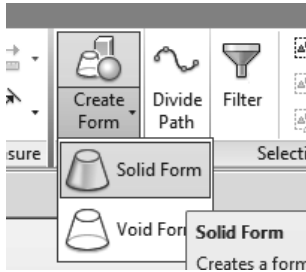 Create Form
Divide Path
Filter
sure
Selecti
Solid Form
Void For
Solid Form
Creates a form